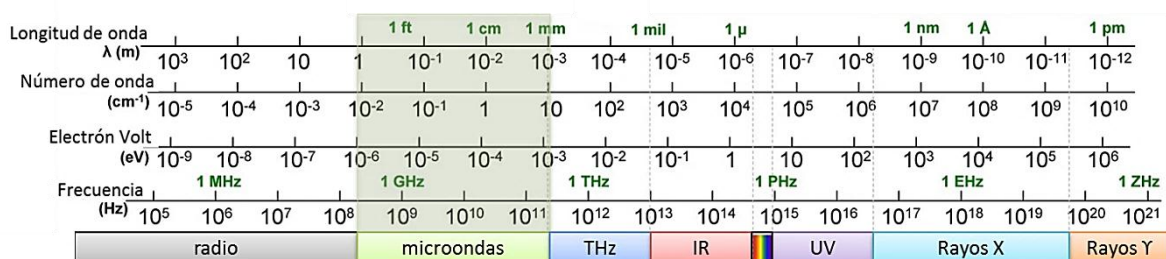 Longitud de onda 1 ft 1 cm 1 mm 1 mil 1 µ 1 nm 1 Å 1 pm
λ (m) 10³ 10² 10 1 10⁻¹ 10⁻² 10⁻³ 10⁻⁴ 10⁻⁵ 10⁻⁶ 10⁻⁷ 10⁻⁸ 10⁻⁹ 10⁻¹⁰ 10⁻¹¹ 10⁻¹²
Número de onda
(cm⁻¹) 10⁻⁵ 10⁻⁴ 10⁻³ 10⁻² 10⁻¹ 1 10 10² 10³ 10⁴ 10⁵ 10⁶ 10⁷ 10⁸ 10⁹ 10¹⁰
Electrón Volt
(eV) 10⁻⁹ 10⁻⁸ 10⁻⁷ 10⁻⁶ 10⁻⁵ 10⁻⁴ 10⁻³ 10⁻² 10⁻¹ 1 10 10² 10³ 10⁴ 10⁵ 10⁶
Frecuencia 1 MHz 1 GHz 1 THz 1 PHz 1 EHz 1 ZHz
(Hz) 10⁵ 10⁶ 10⁷ 10⁸ 10⁹ 10¹⁰ 10¹¹ 10¹² 10¹³ 10¹⁴ 10¹⁵ 10¹⁶ 10¹⁷ 10¹⁸ 10¹⁹ 10²⁰ 10²¹
radio microondas THz IR UV Rayos X Rayos ϒ